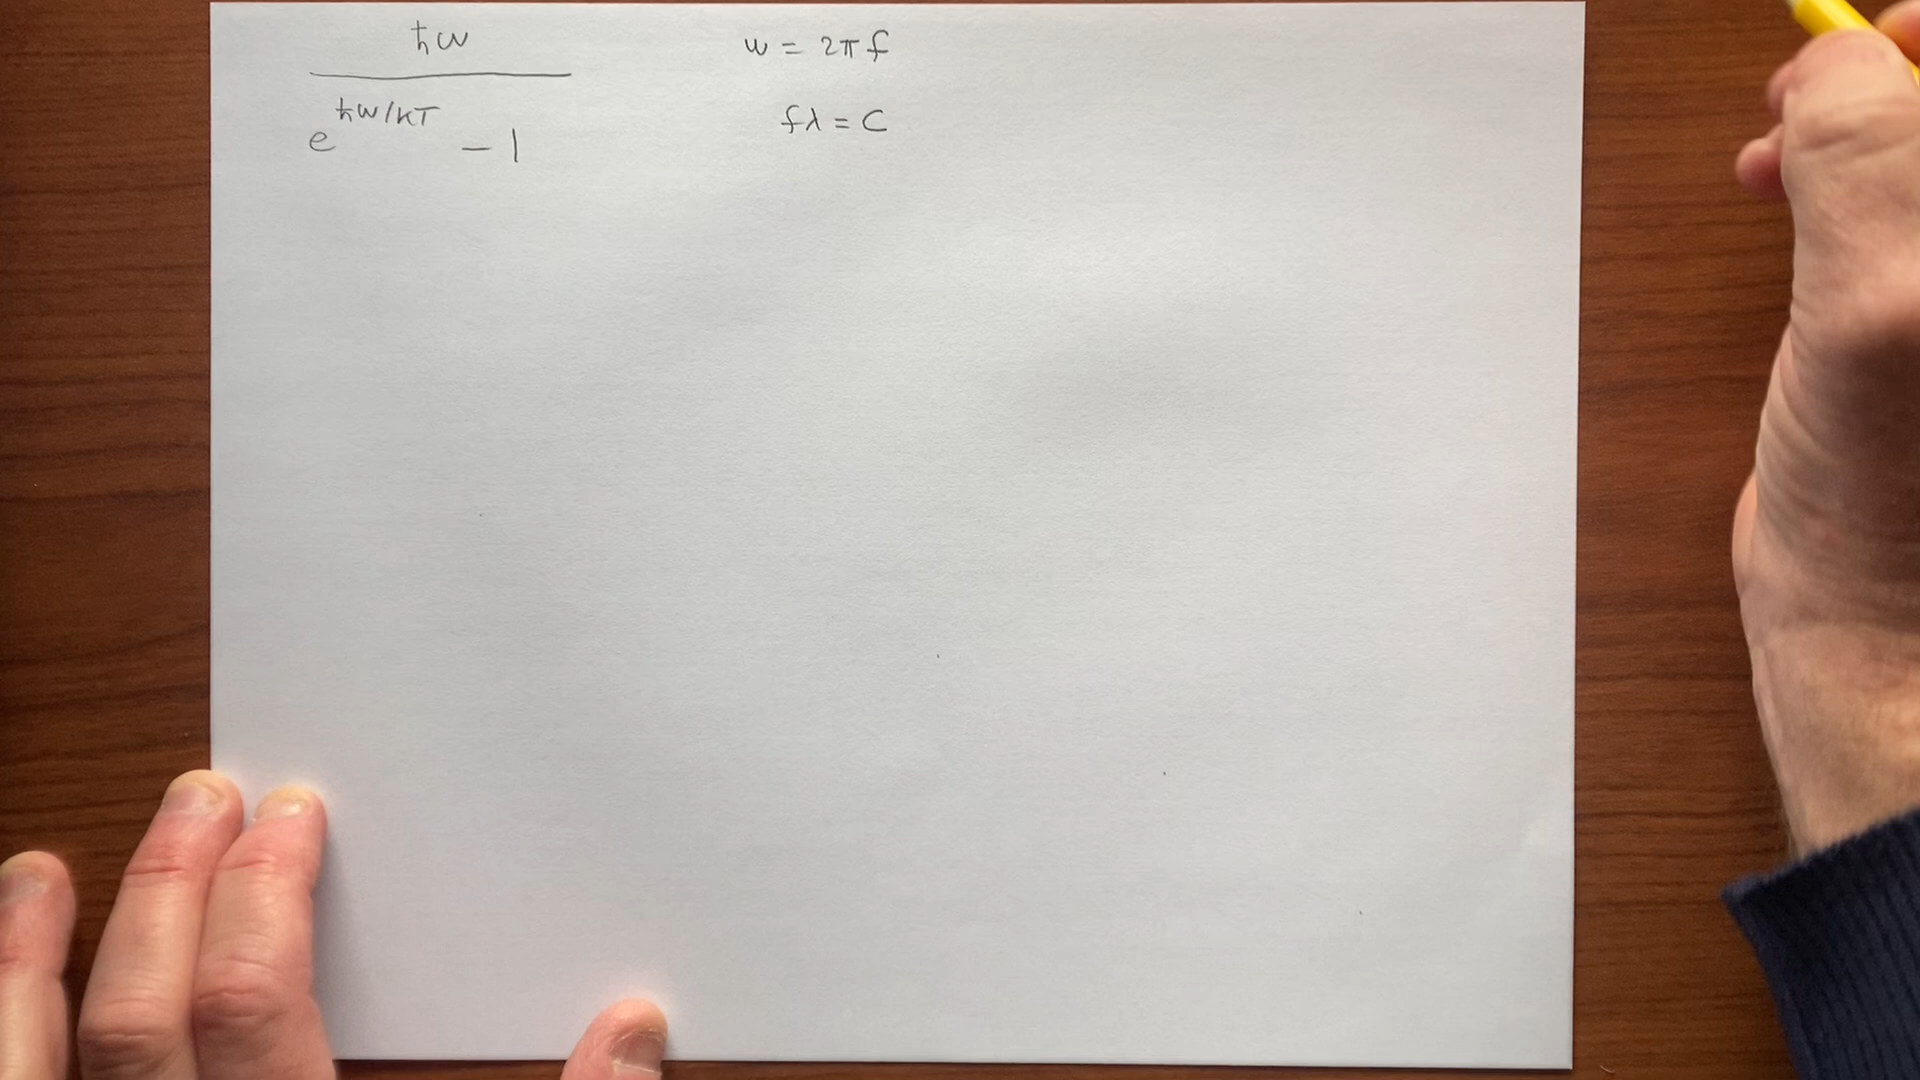 ħω
e^{ħω/kT} - 1
ω = 2πf
fλ = c